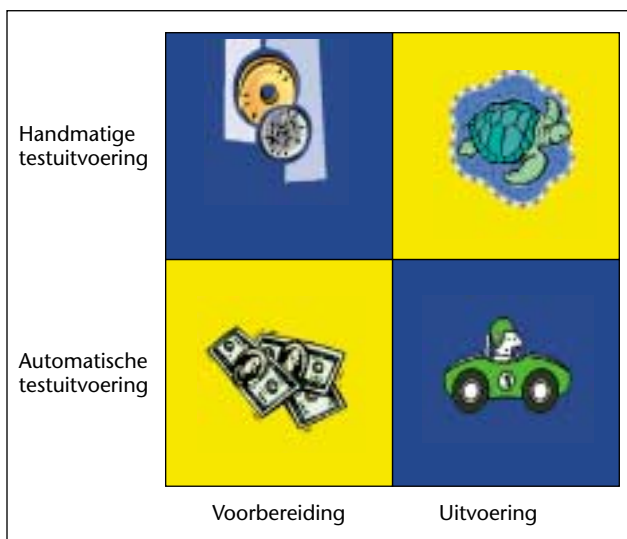 Handmatige
testuitvoering
Automatische
testuitvoering
Voorbereiding Uitvoering